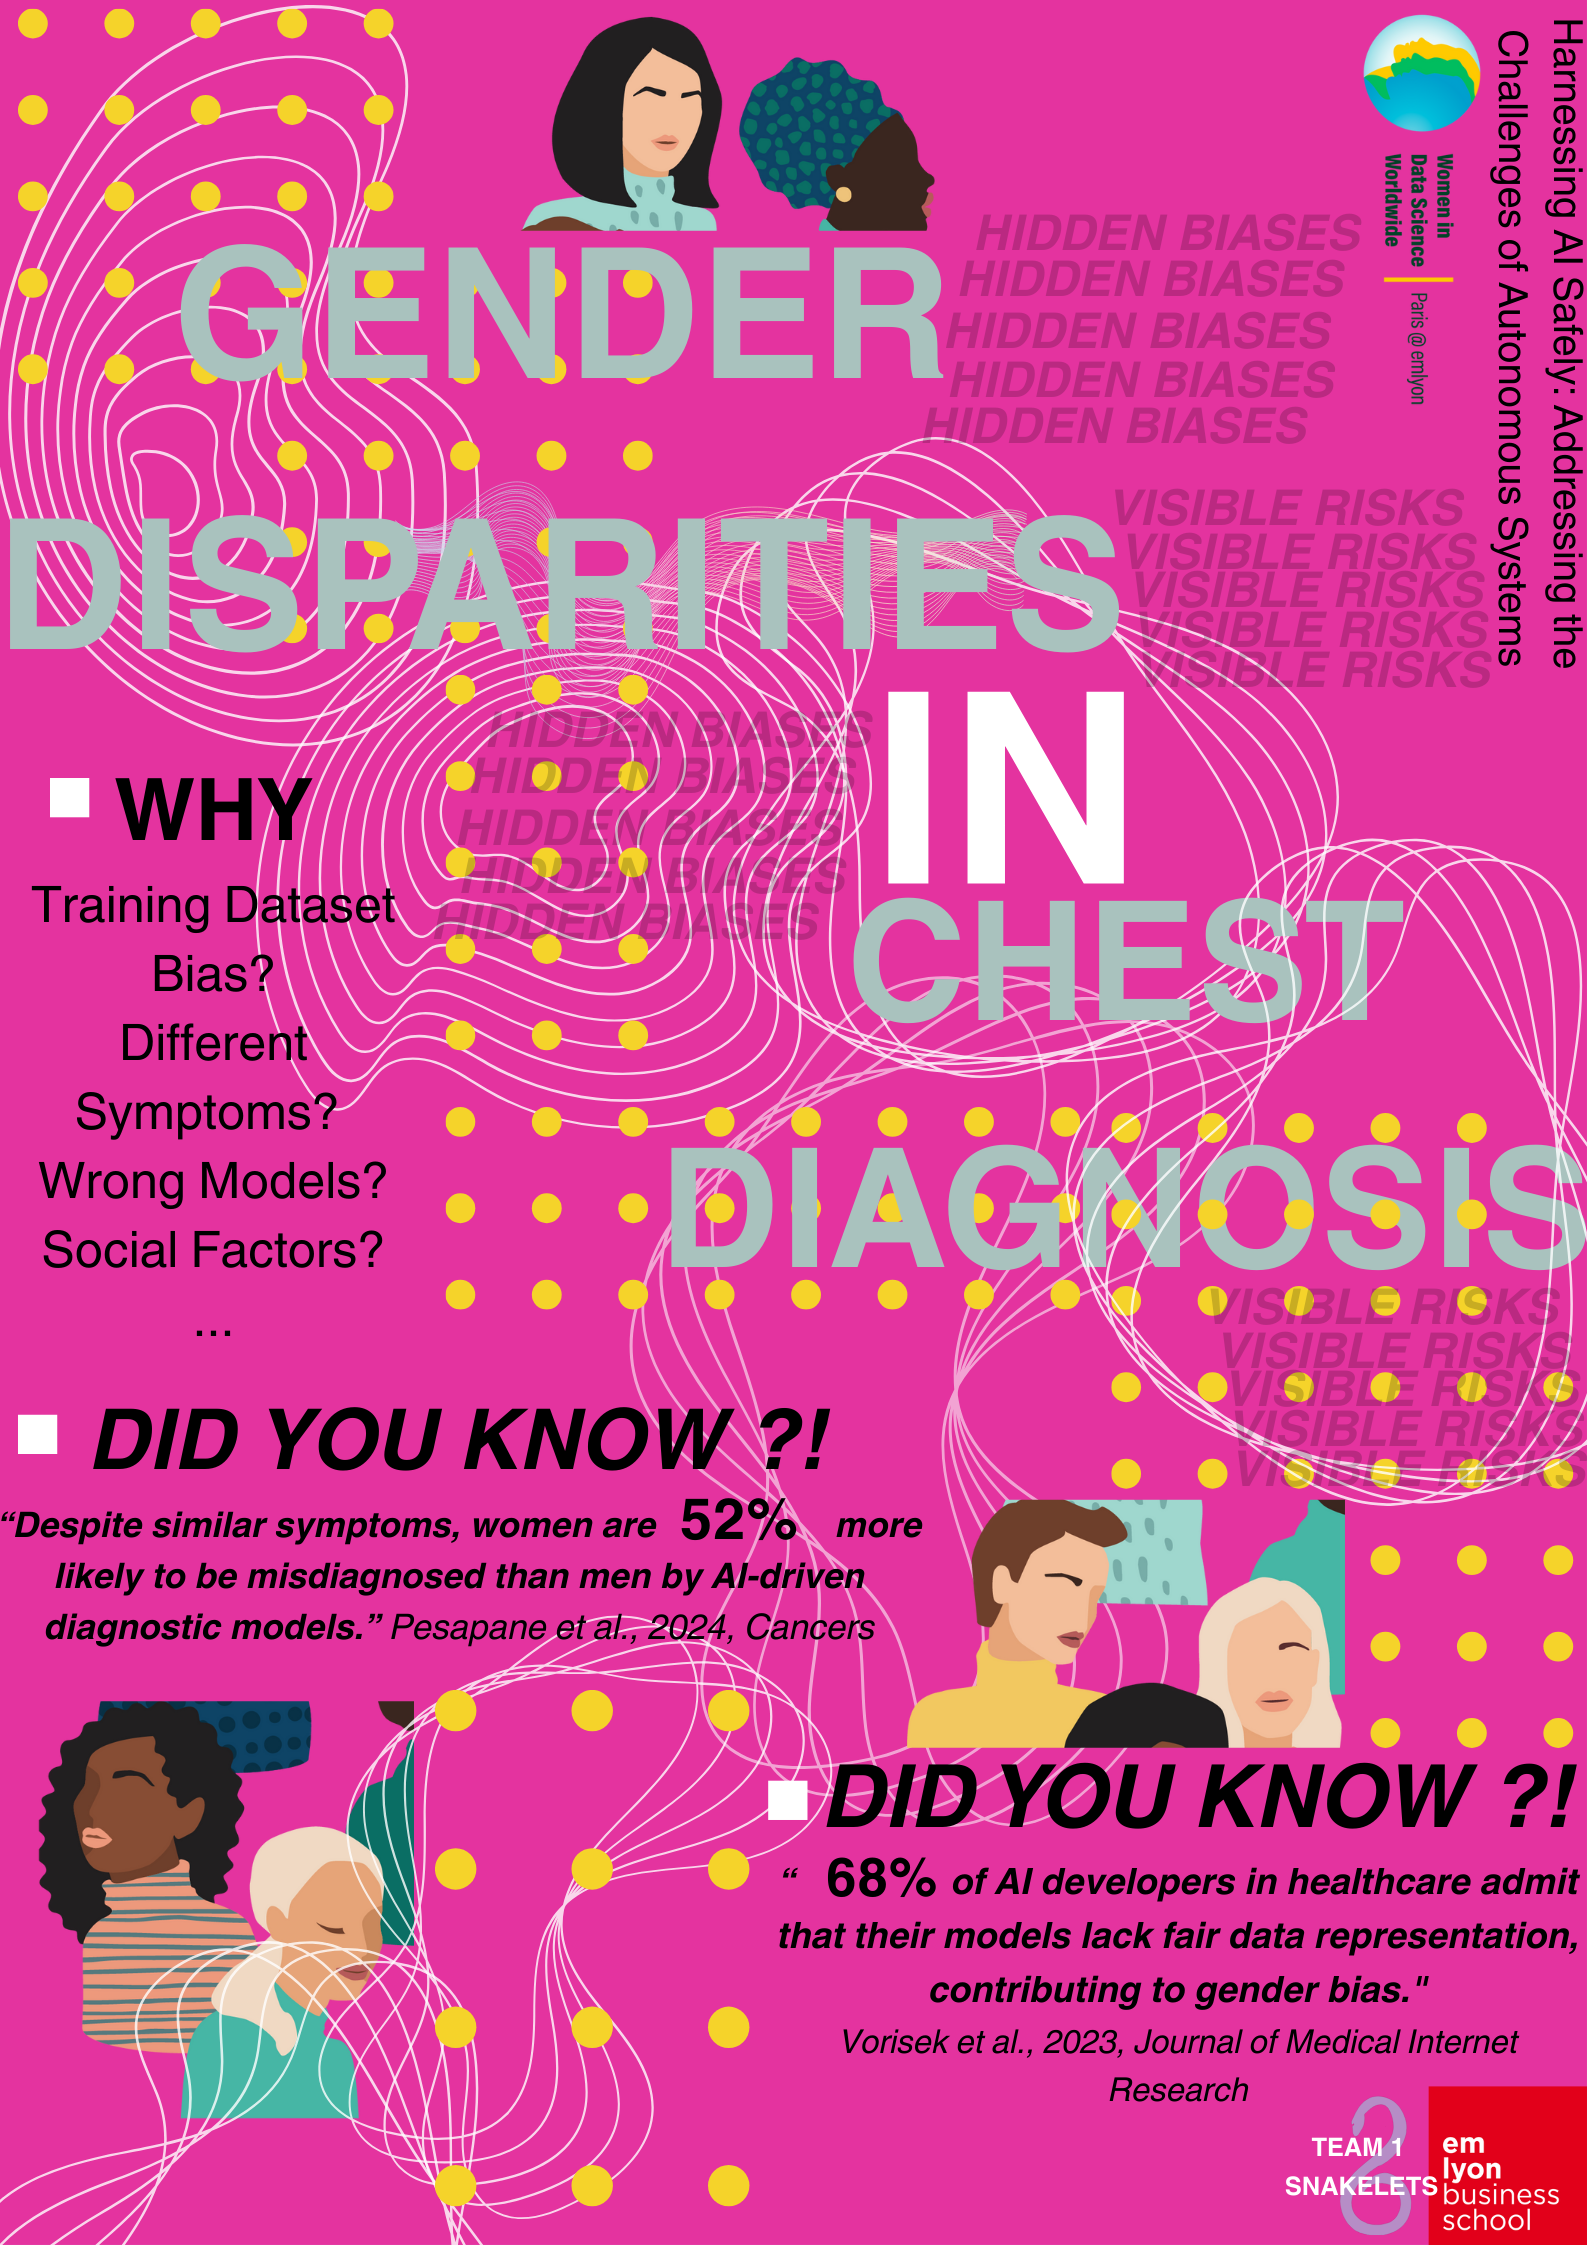 Harnessing AI Safely: Addressing the
Challenges of Autonomous Systems
Women in
Data Science
Worldwide
Paris @ emlyon
GENDER
HIDDEN BIASES
HIDDEN BIASES
HIDDEN BIASES
HIDDEN BIASES
HIDDEN BIASES
DISPARITIES
VISIBLE RISKS
VISIBLE RISKS
VISIBLE RISKS
VISIBLE RISKS
VISIBLE RISKS
IN
HIDDEN BIASES
HIDDEN BIASES
HIDDEN BIASES
HIDDEN BIASES
HIDDEN BIASES
CHEST
DIAGNOSIS
VISIBLE RISKS
VISIBLE RISKS
VISIBLE RISKS
VISIBLE RISKS
VISIBLE RISKS
WHY
Training Dataset
Bias?
Different
Symptoms?
Wrong Models?
Social Factors?
...
DID YOU KNOW ?!
“Despite similar symptoms, women are 52% more
likely to be misdiagnosed than men by AI-driven
diagnostic models.” Pesapane et al., 2024, Cancers
DID YOU KNOW ?!
“ 68% of AI developers in healthcare admit
that their models lack fair data representation,
contributing to gender bias."
Vorisek et al., 2023, Journal of Medical Internet
Research
TEAM 1
SNAKELETS
em
lyon
business
school